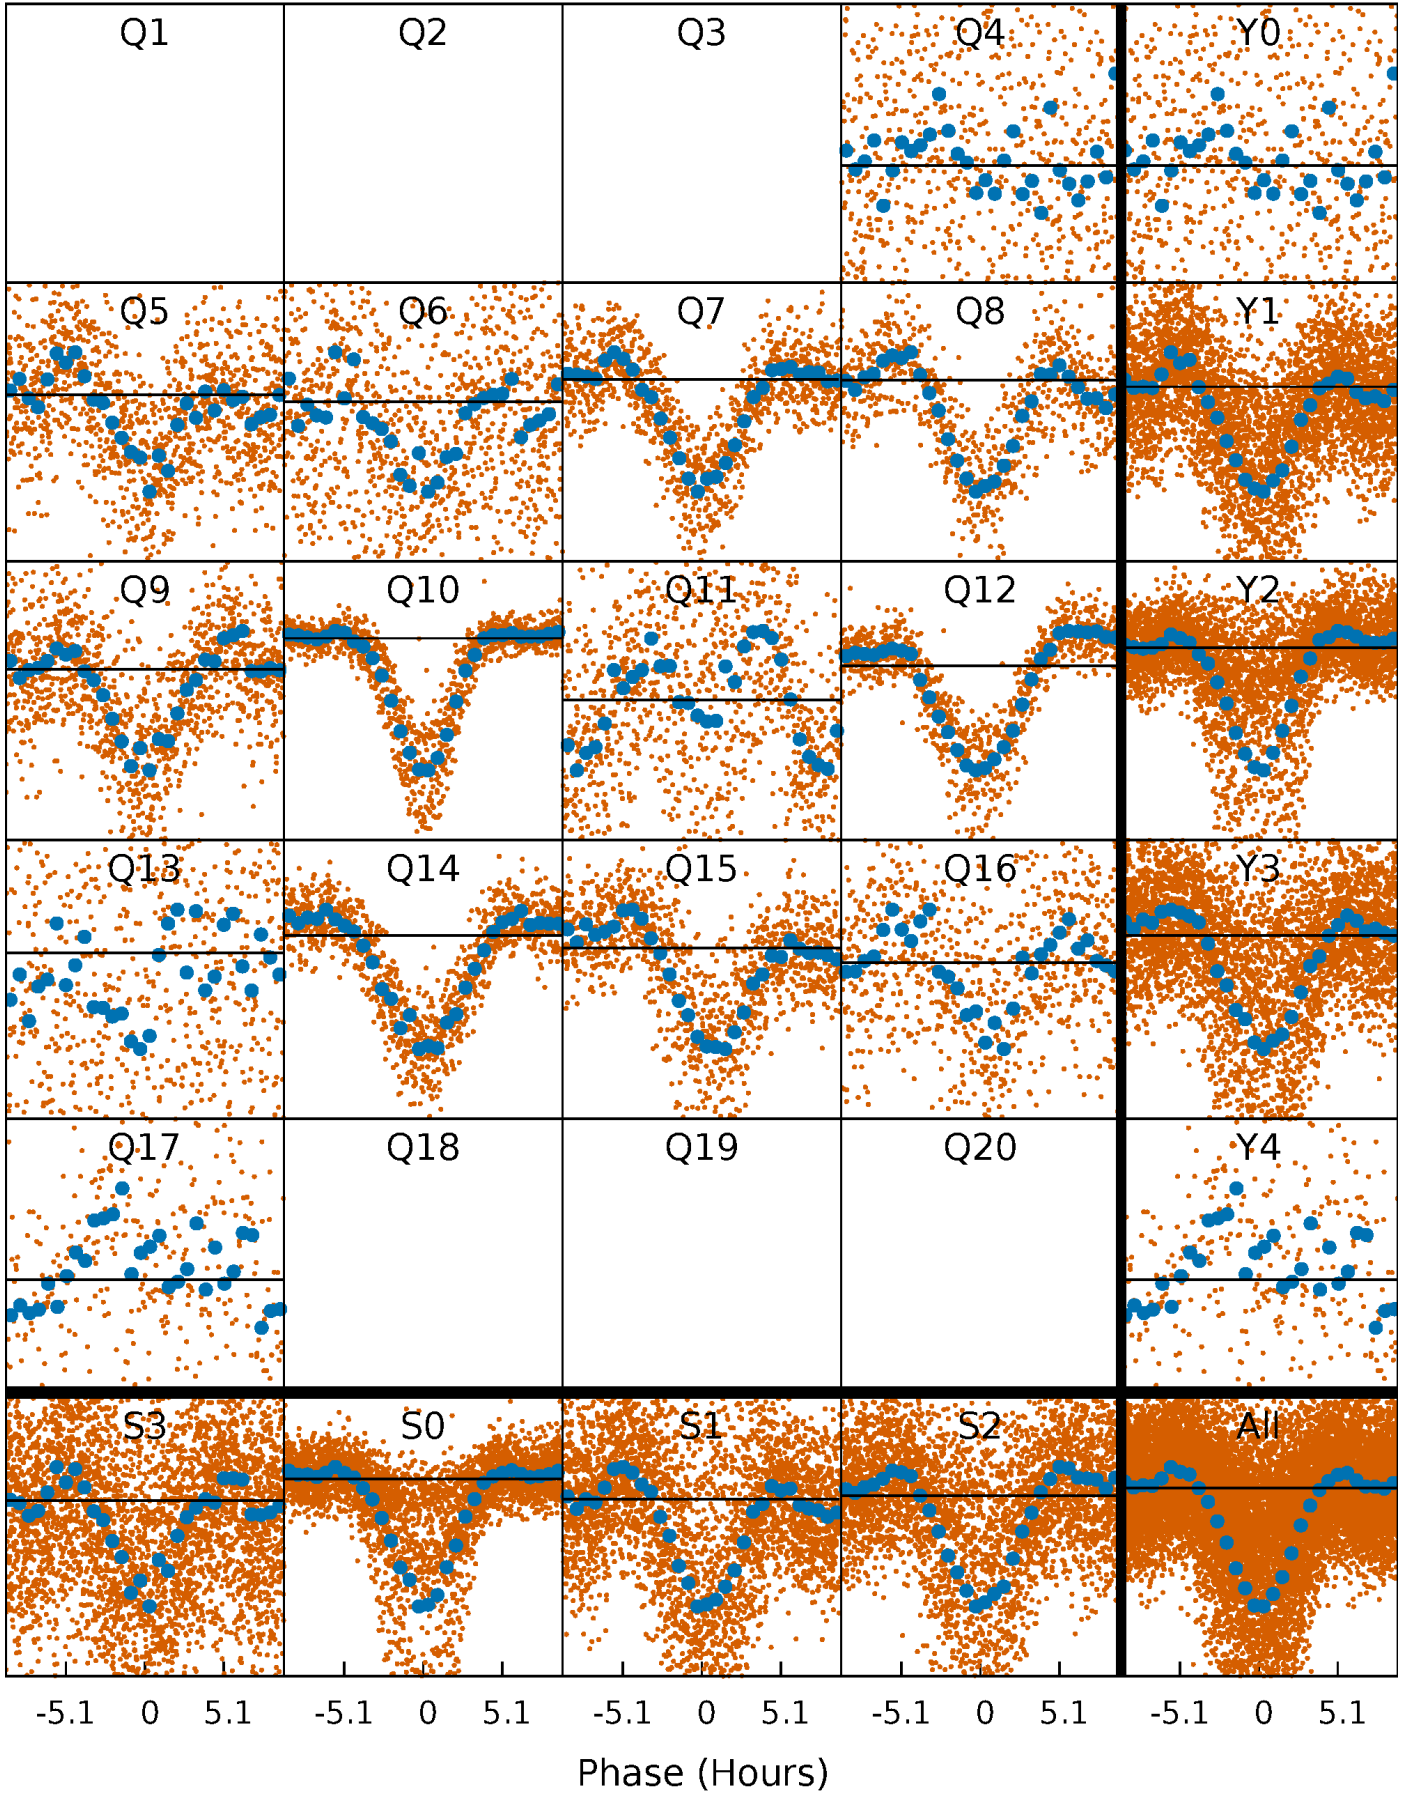 Q1 Q2 Q3 Q4 Y0
Q5 Q6 Q7 Q8 Y1
Q9 Q10 Q11 Q12 Y2
Q13 Q14 Q15 Q16 Y3
Q17 Q18 Q19 Q20 Y4
S3 S0 S1 S2 All
-5.1 0 5.1 -5.1 0 5.1 -5.1 0 5.1 -5.1 0 5.1 -5.1 0 5.1
Phase (Hours)